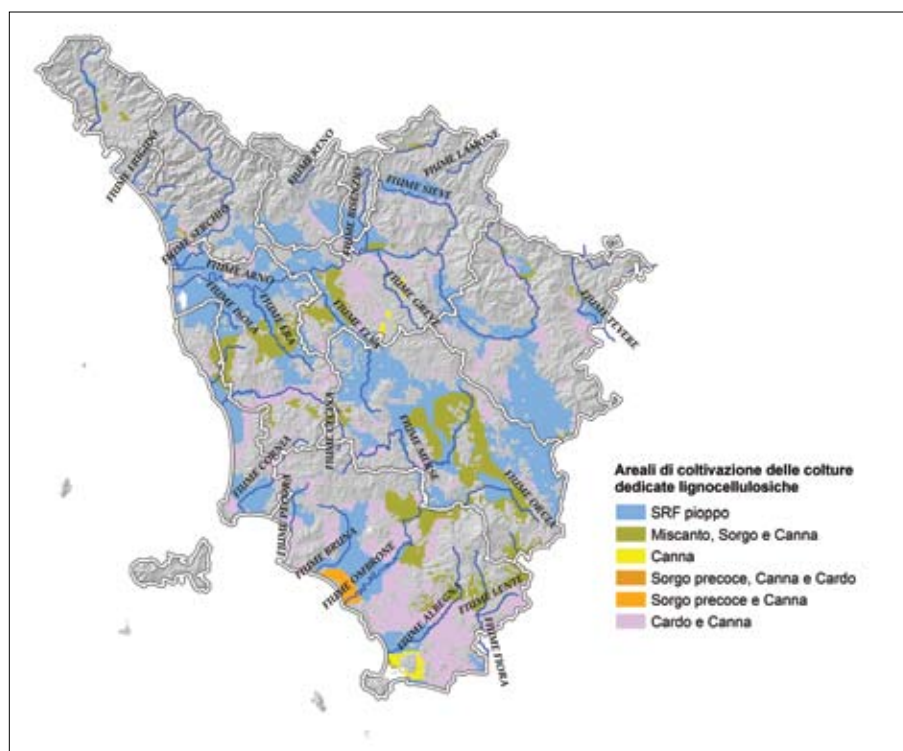 FIUME FRIGIDO
FIUME SERCHIO
FIUME RENO
FIUME BISENZIO
FIUME SIEVE
FIUME LAMONE
FIUME ARNO
FIUME ERA
FIUME ELSA
FIUME GREVE
FIUME TEVERE
FIUME CECINA
FIUME CORNIA
FIUME PECORA
FIUME MERSE
FIUME ORCIA
FIUME BRUNA
FIUME OMBRONE
FIUME ALBEGNA
FIUME LENTE
FIUME FIORA
Areali di coltivazione delle colture
dedicate lignocellulosiche
SRF pioppo
Miscanto, Sorgo e Canna
Canna
Sorgo precoce, Canna e Cardo
Sorgo precoce e Canna
Cardo e Canna